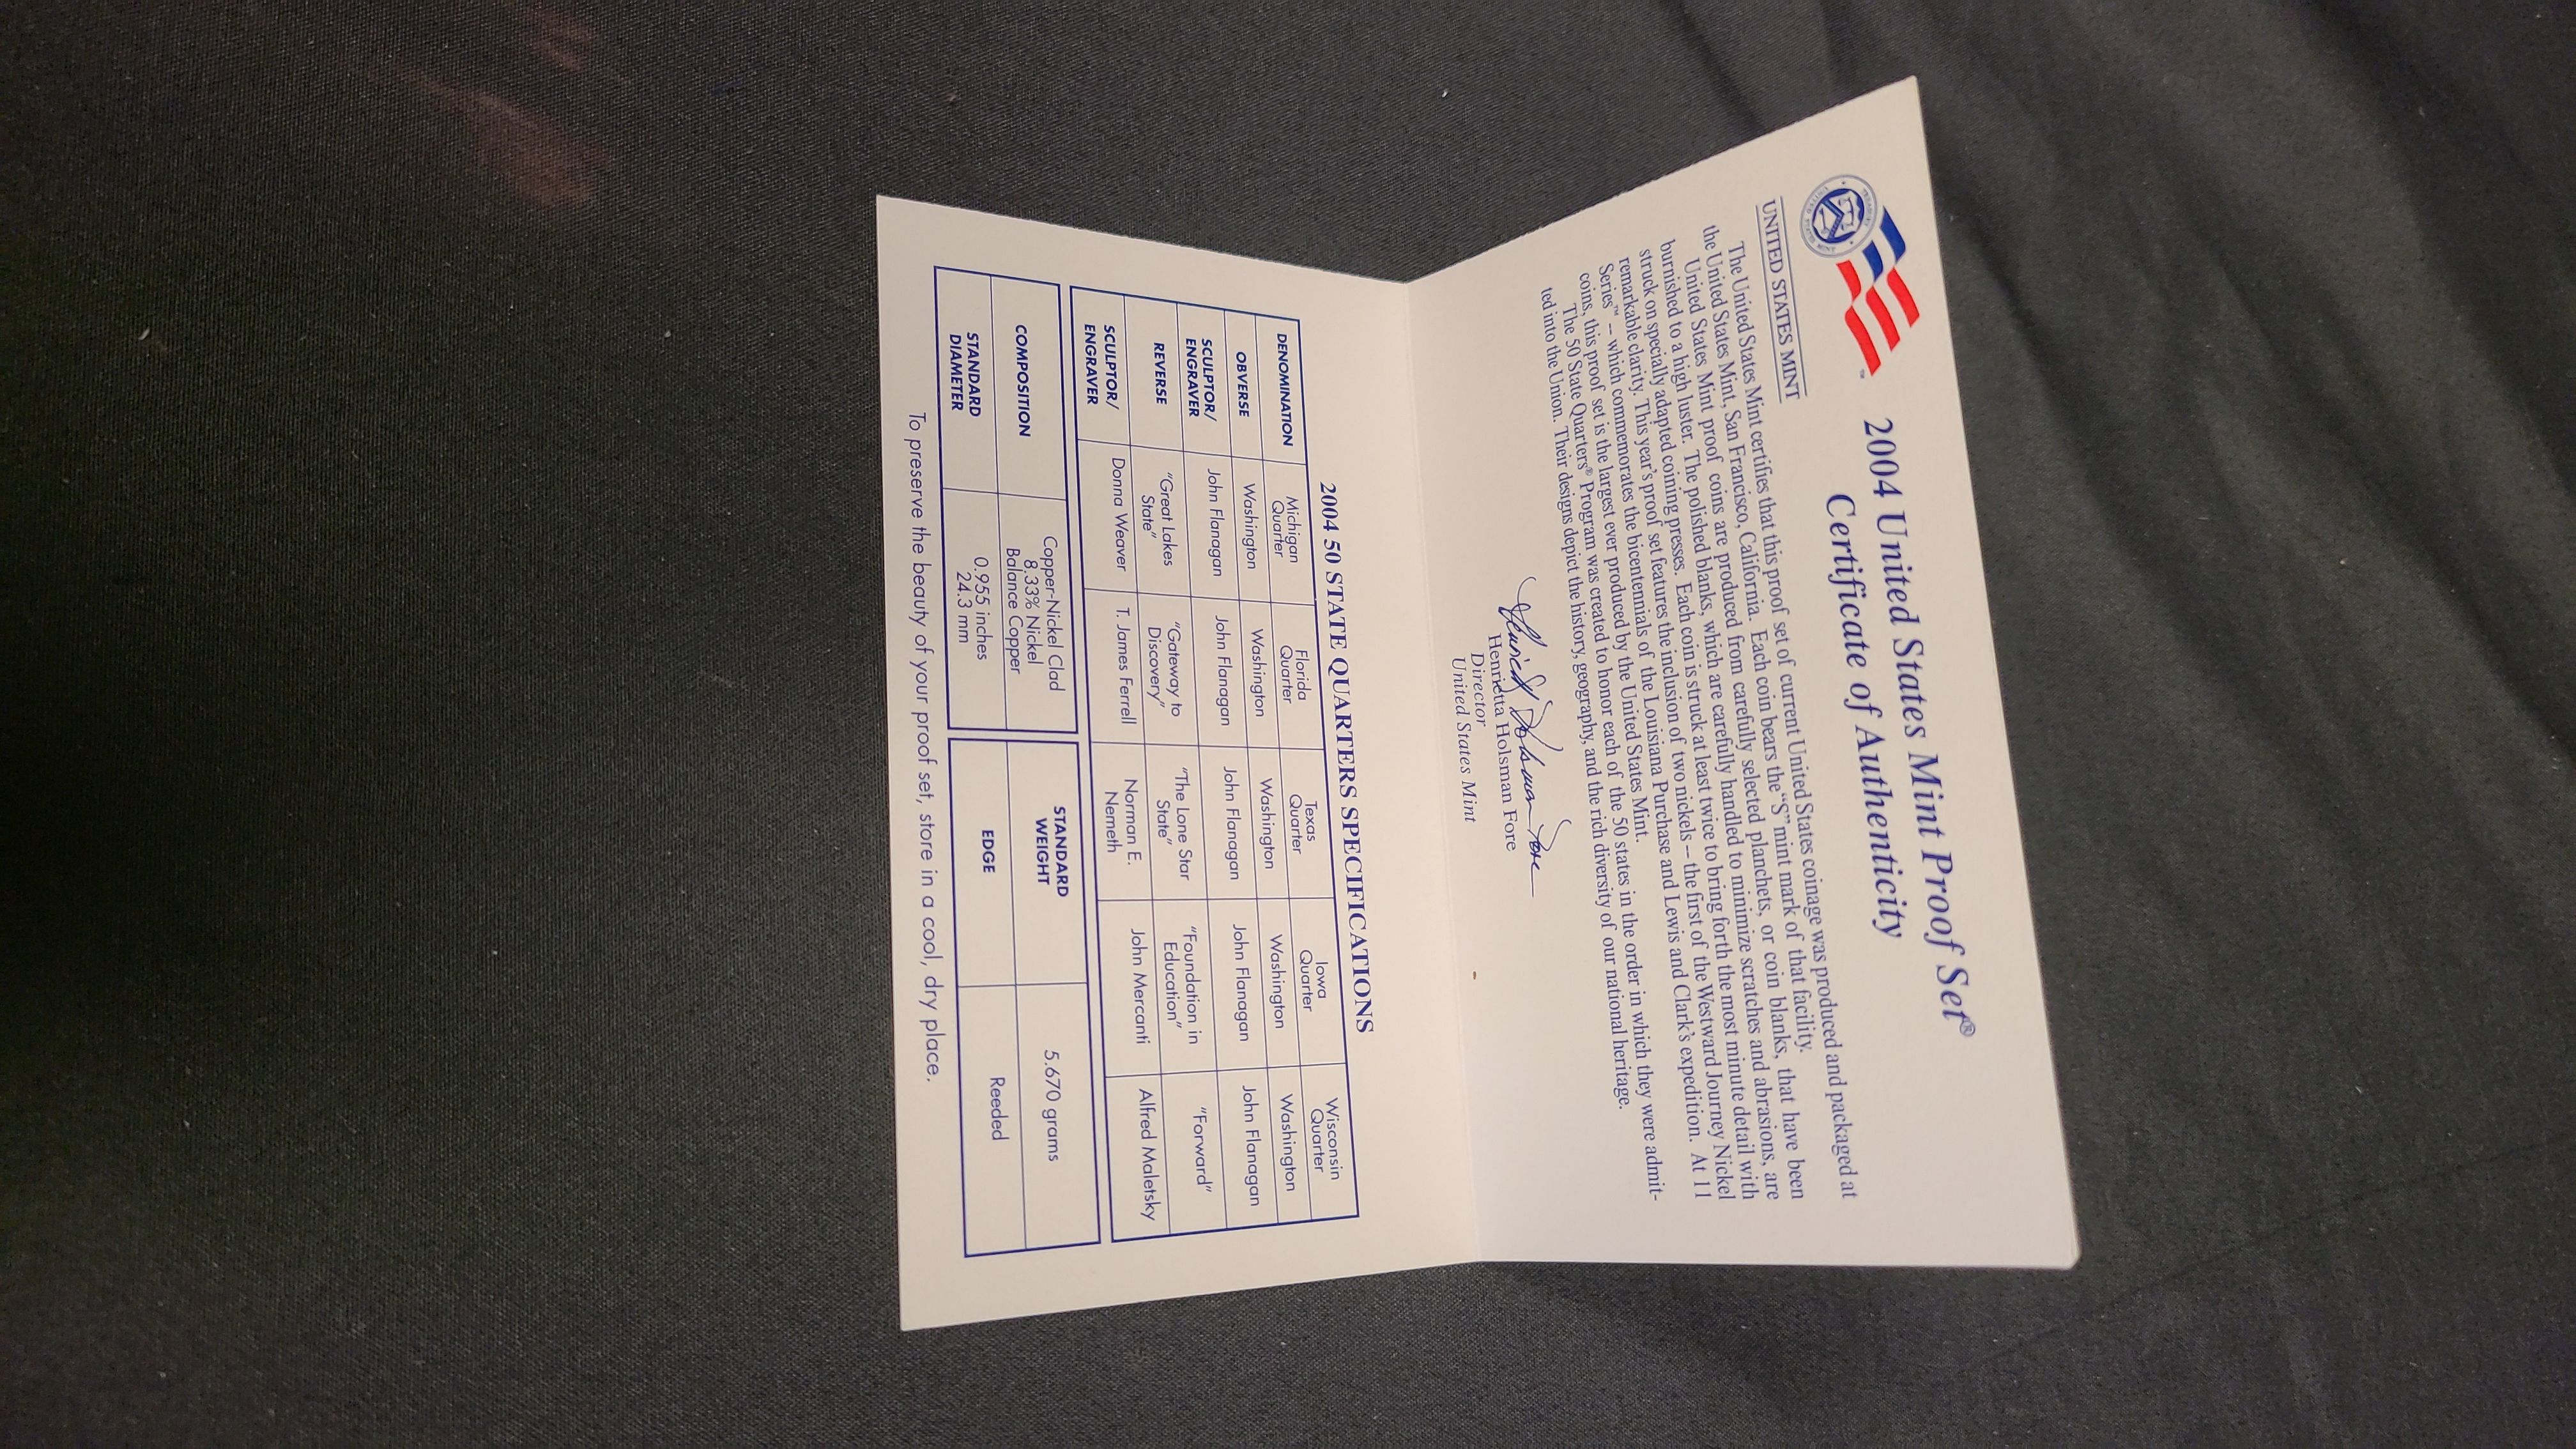 UNITED STATES MINT
2004 United States Mint Proof Set®
Certificate of Authenticity
The United States Mint certifies that this proof set of current United States coinage was produced and packaged at
the United States Mint, San Francisco, California. Each coin bears the "S" mint mark of that facility.
United States Mint proof coins are produced from carefully selected planchets, or coin blanks, that have been
burnished to a high luster. The polished blanks, which are carefully handled to minimize scratches and abrasions, are
struck on specially adapted coining presses. Each coin is struck at least twice to bring forth the most minute detail with
remarkable clarity. This year's proof set features the inclusion of two nickels – the first of the Westward Journey Nickel
Series™ – which commemorates the bicentennials of the Louisiana Purchase and Lewis and Clark's expedition. At 11
coins, this proof set is the largest ever produced by the United States Mint.
The 50 State Quarters® Program was created to honor each of the 50 states in the order in which they were admit-
ted into the Union. Their designs depict the history, geography, and the rich diversity of our national heritage.
Henrietta Holsman Fore
Henrietta Holsman Fore
Director
United States Mint
2004 50 STATE QUARTERS SPECIFICATIONS
DENOMINATION Michigan Quarter Florida Quarter Texas Quarter Iowa Quarter Wisconsin Quarter
OBVERSE Washington Washington Washington Washington Washington
SCULPTOR/ ENGRAVER John Flanagan John Flanagan John Flanagan John Flanagan John Flanagan
REVERSE "Great Lakes State" "Gateway to Discovery" "The Lone Star State" "Foundation in Education" "Forward"
SCULPTOR/ ENGRAVER Donna Weaver T. James Ferrell Norman E. Nemeth John Mercanti Alfred Maletsky
COMPOSITION Copper-Nickel Clad 8.33% Nickel Balance Copper STANDARD WEIGHT 5.670 grams
STANDARD DIAMETER 0.955 inches 24.3 mm EDGE Reeded
To preserve the beauty of your proof set, store in a cool, dry place.